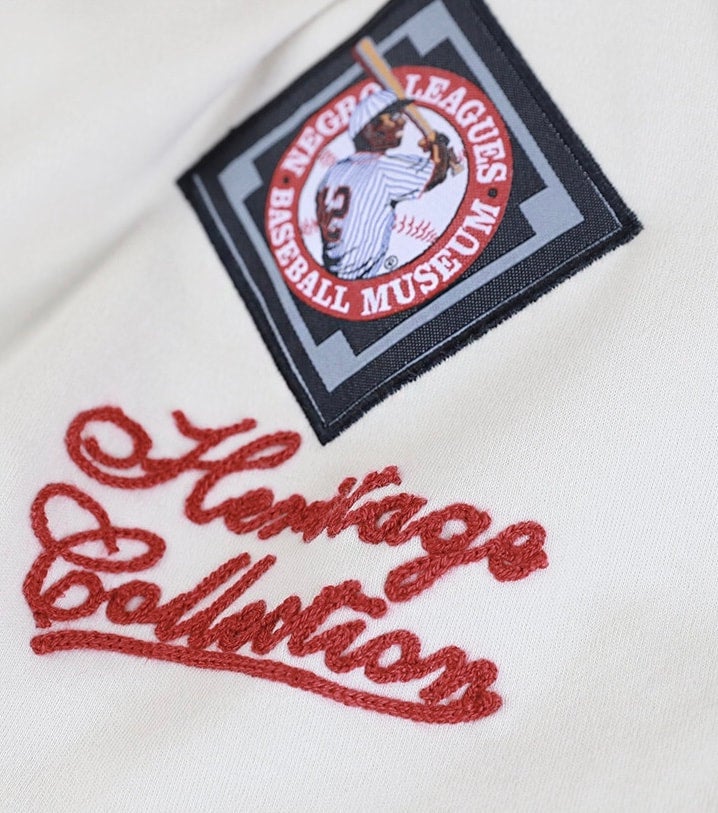 NEGRO LEAGUES
BASEBALL MUSEUM
®
Heritage
Collection